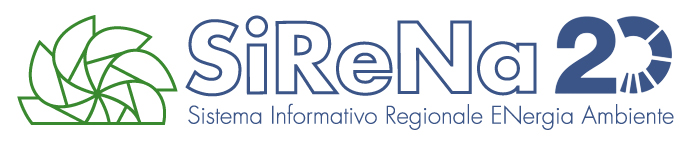 SiReNa 20
Sistema Informativo Regionale ENergia Ambiente